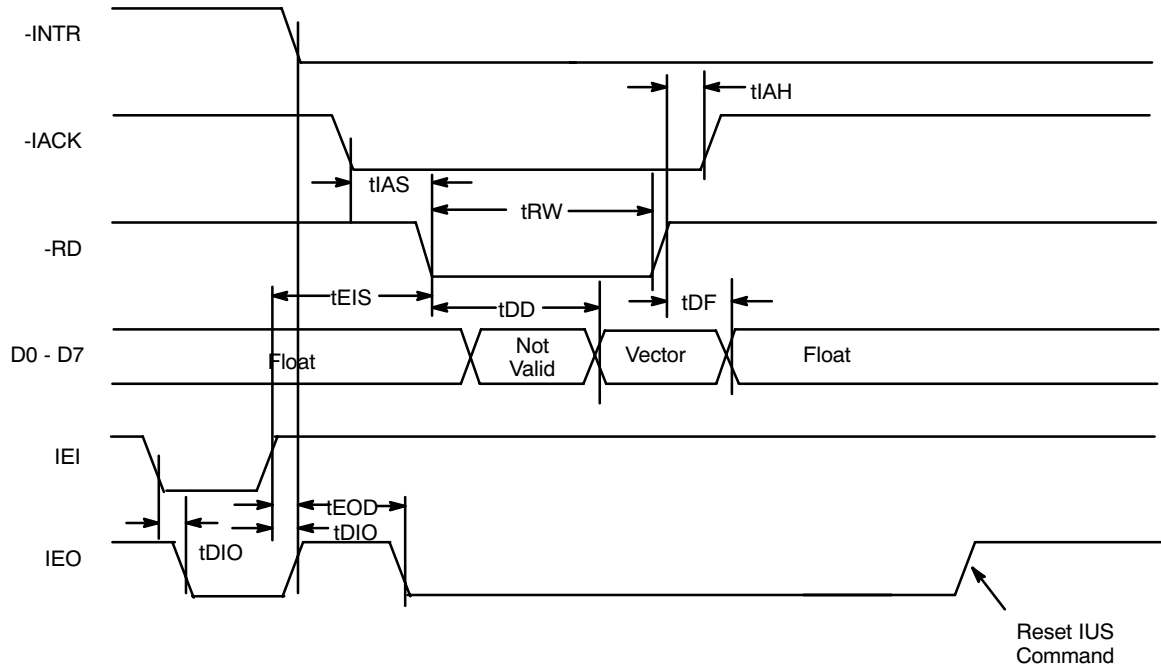 -INTR
tIAH
-IACK
tIAS
tRW
-RD
tEIS
tDD
tDF
D0 - D7
Float
Not
Valid
Vector
Float
IEI
tEOD
tDIO
tDIO
IEO
Reset IUS
Command